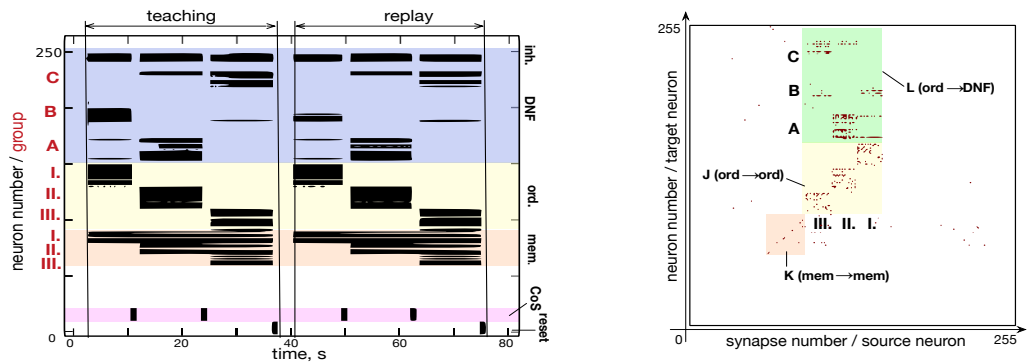 teaching
replay
250
C
B
A
I.
II.
III.
I.
II.
III.
0
neuron number / group
inh.
DNF
ord.
mem.
CoS
reset
0
20
40
60
80
time, s
255
C
B
A
L (ord →DNF)
J (ord→ord)
III. II. I.
K (mem →mem)
neuron number / target neuron
0
synapse number / source neuron
255